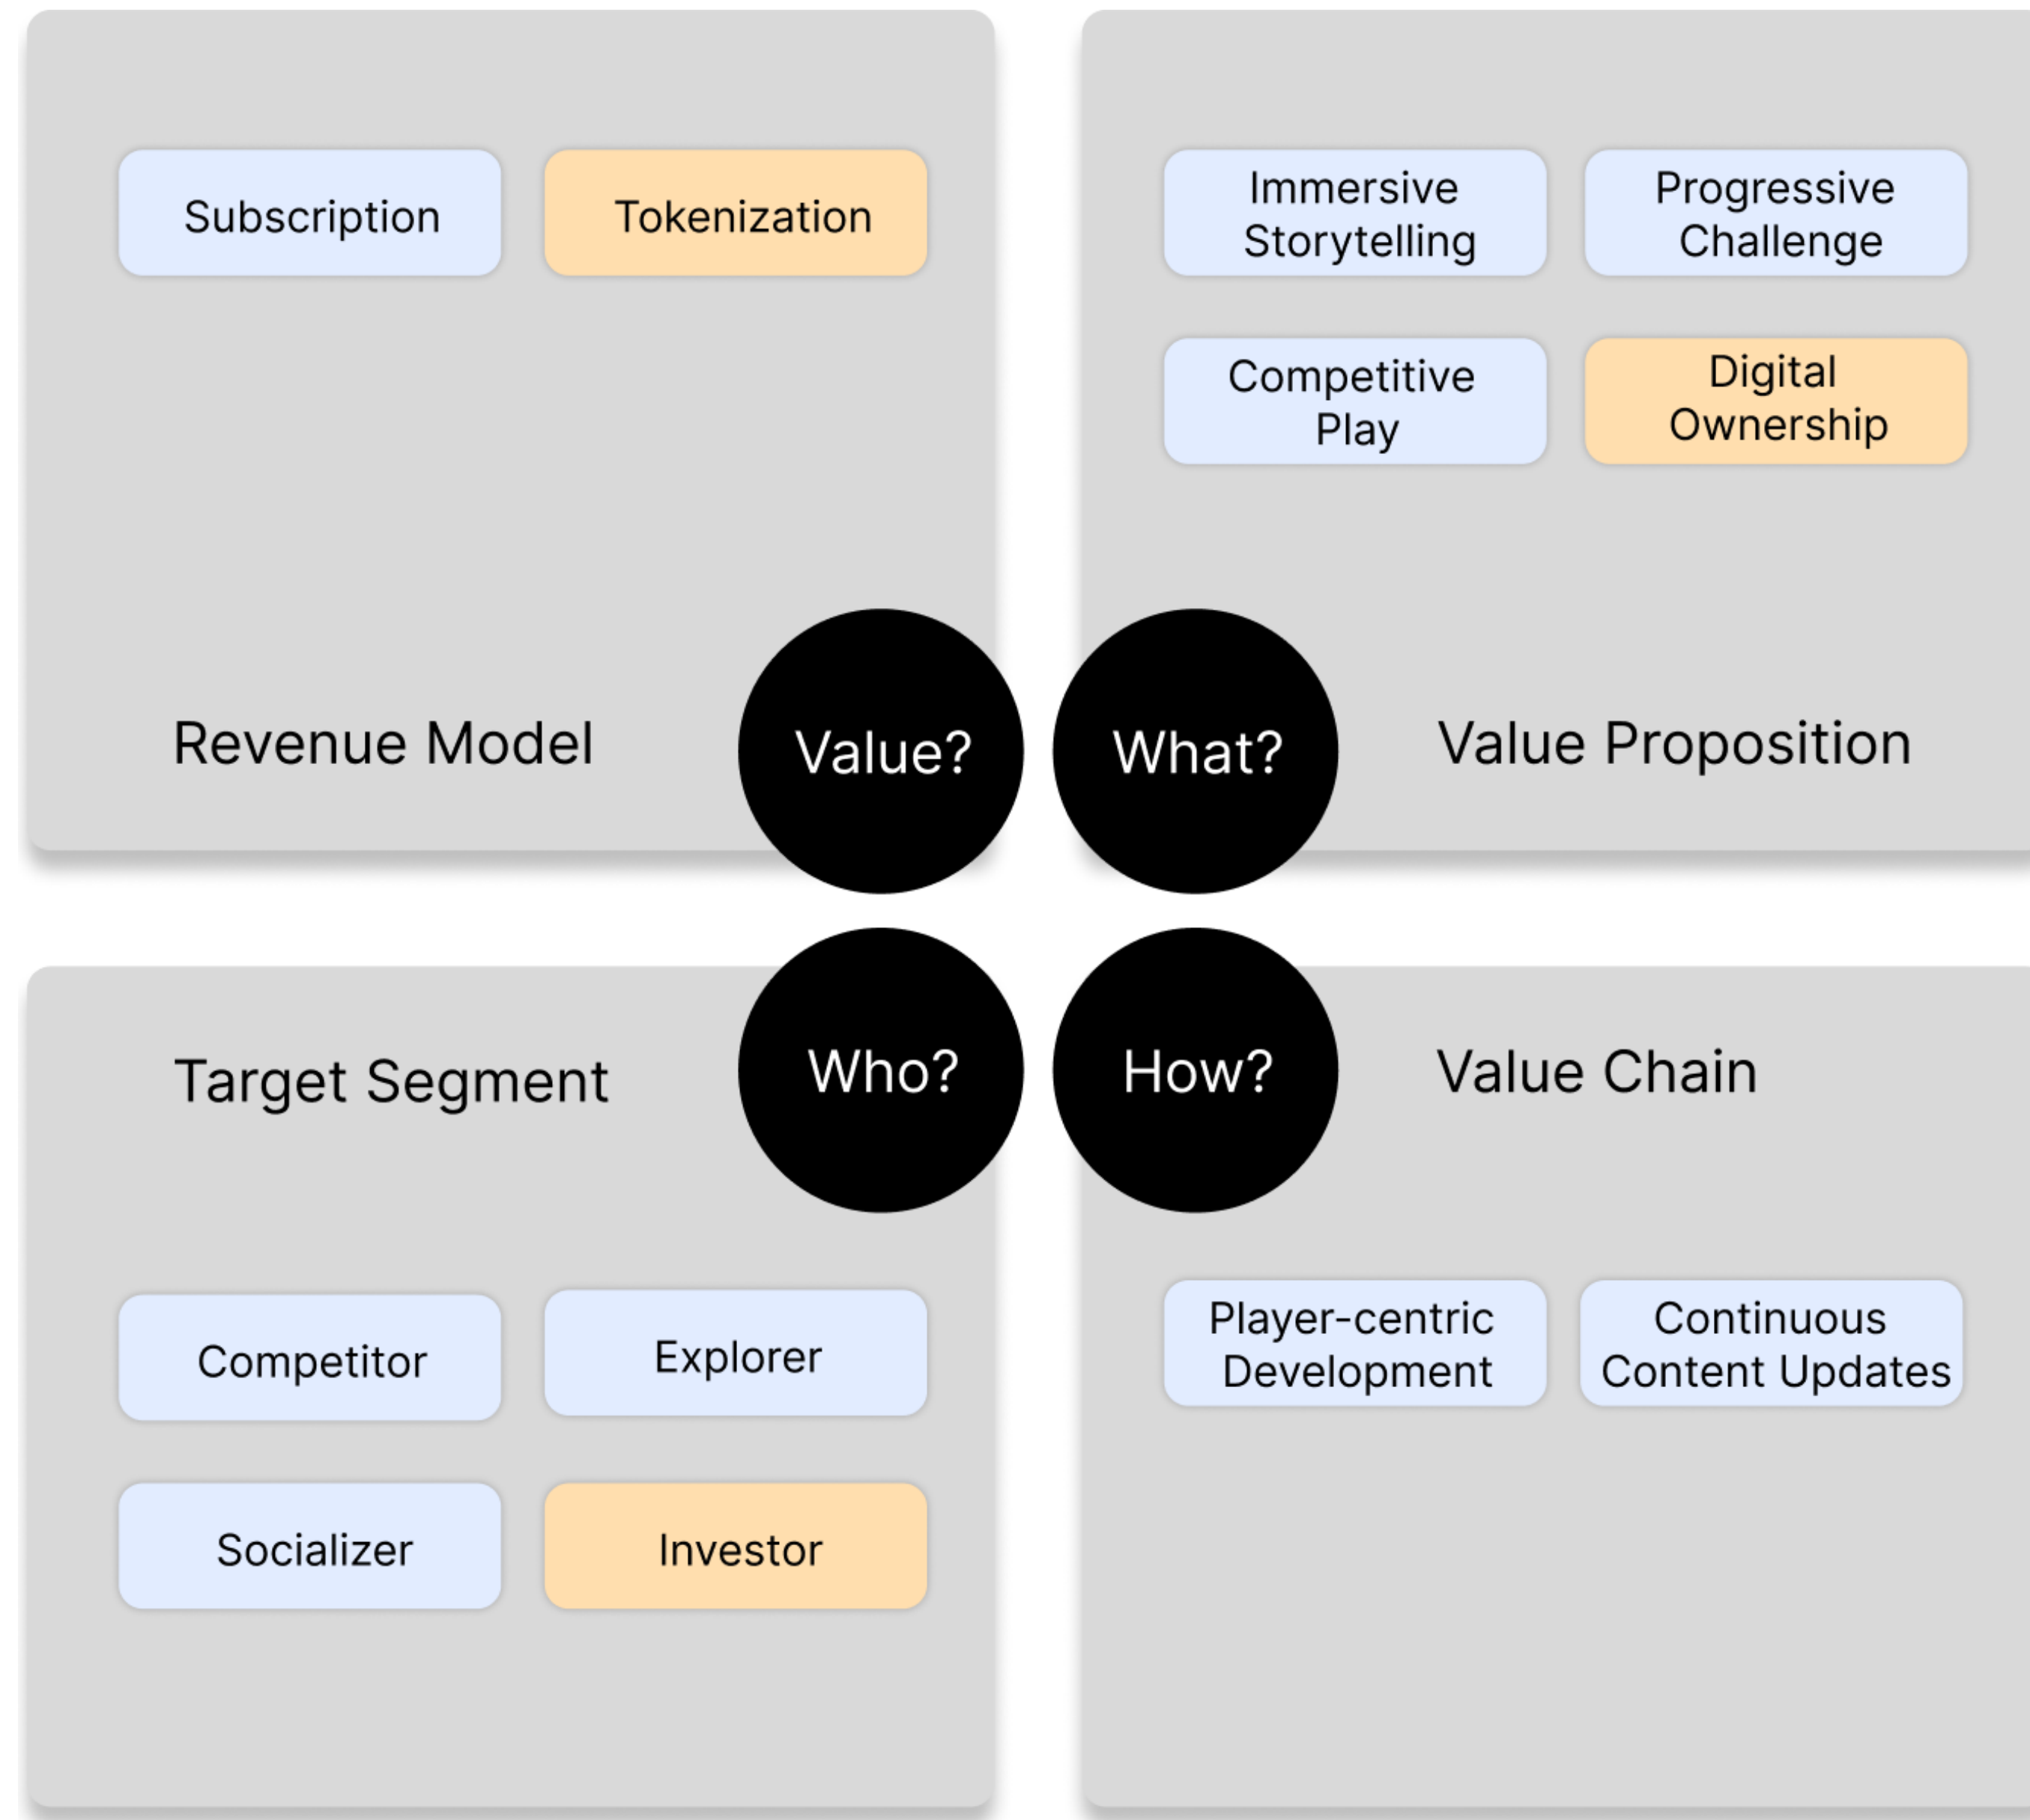 Subscription
Tokenization
Revenue Model
Value?
Immersive
Storytelling
Progressive
Challenge
Competitive
Play
Digital
Ownership
What?
Value Proposition
Target Segment
Who?
Competitor
Explorer
Socializer
Investor
How?
Value Chain
Player-centric
Development
Continuous
Content Updates